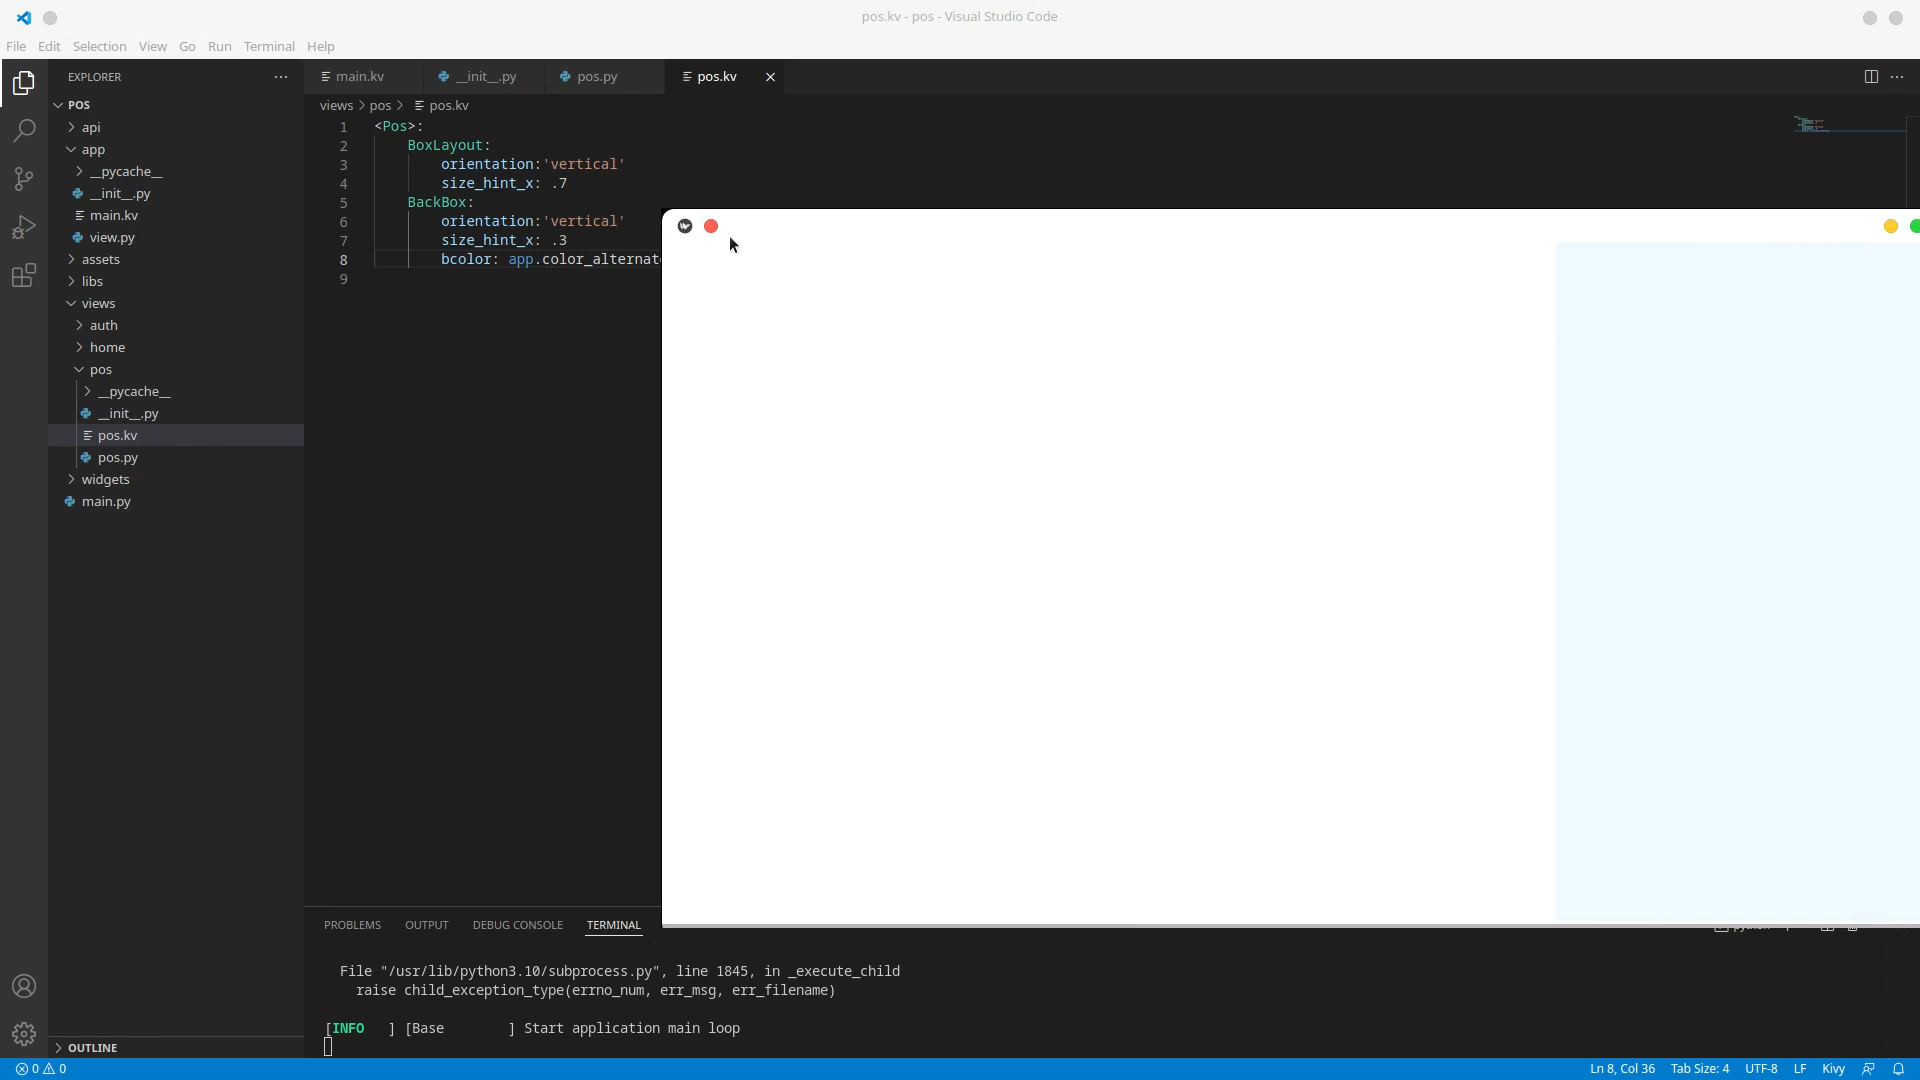 pos.kv - pos - Visual Studio Code
File Edit Selection View Go Run Terminal Help
EXPLORER
main.kv __init__.py pos.py pos.kv
POS
api
app
__pycache__
__init__.py
main.kv
view.py
assets
libs
views
auth
home
pos
__pycache__
__init__.py
pos.kv
pos.py
widgets
main.py
OUTLINE
views > pos > pos.kv
1 <Pos>:
2 BoxLayout:
3 orientation:'vertical'
4 size_hint_x: .7
5 BackBox:
6 orientation:'vertical'
7 size_hint_x: .3
8 bcolor: app.color_alternat
9
PROBLEMS OUTPUT DEBUG CONSOLE TERMINAL
File "/usr/lib/python3.10/subprocess.py", line 1845, in _execute_child
raise child_exception_type(errno_num, err_msg, err_filename)
[INFO   ] [Base        ] Start application main loop
0 0 Ln 8, Col 36 Tab Size: 4 UTF-8 LF Kivy